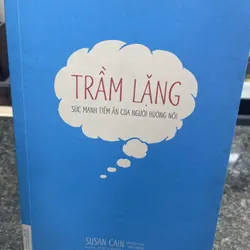 TRẦM LẶNG
SỨC MẠNH TIỀM ẨN CỦA NGƯỜI HƯỚNG NỘI
SUSAN CAIN